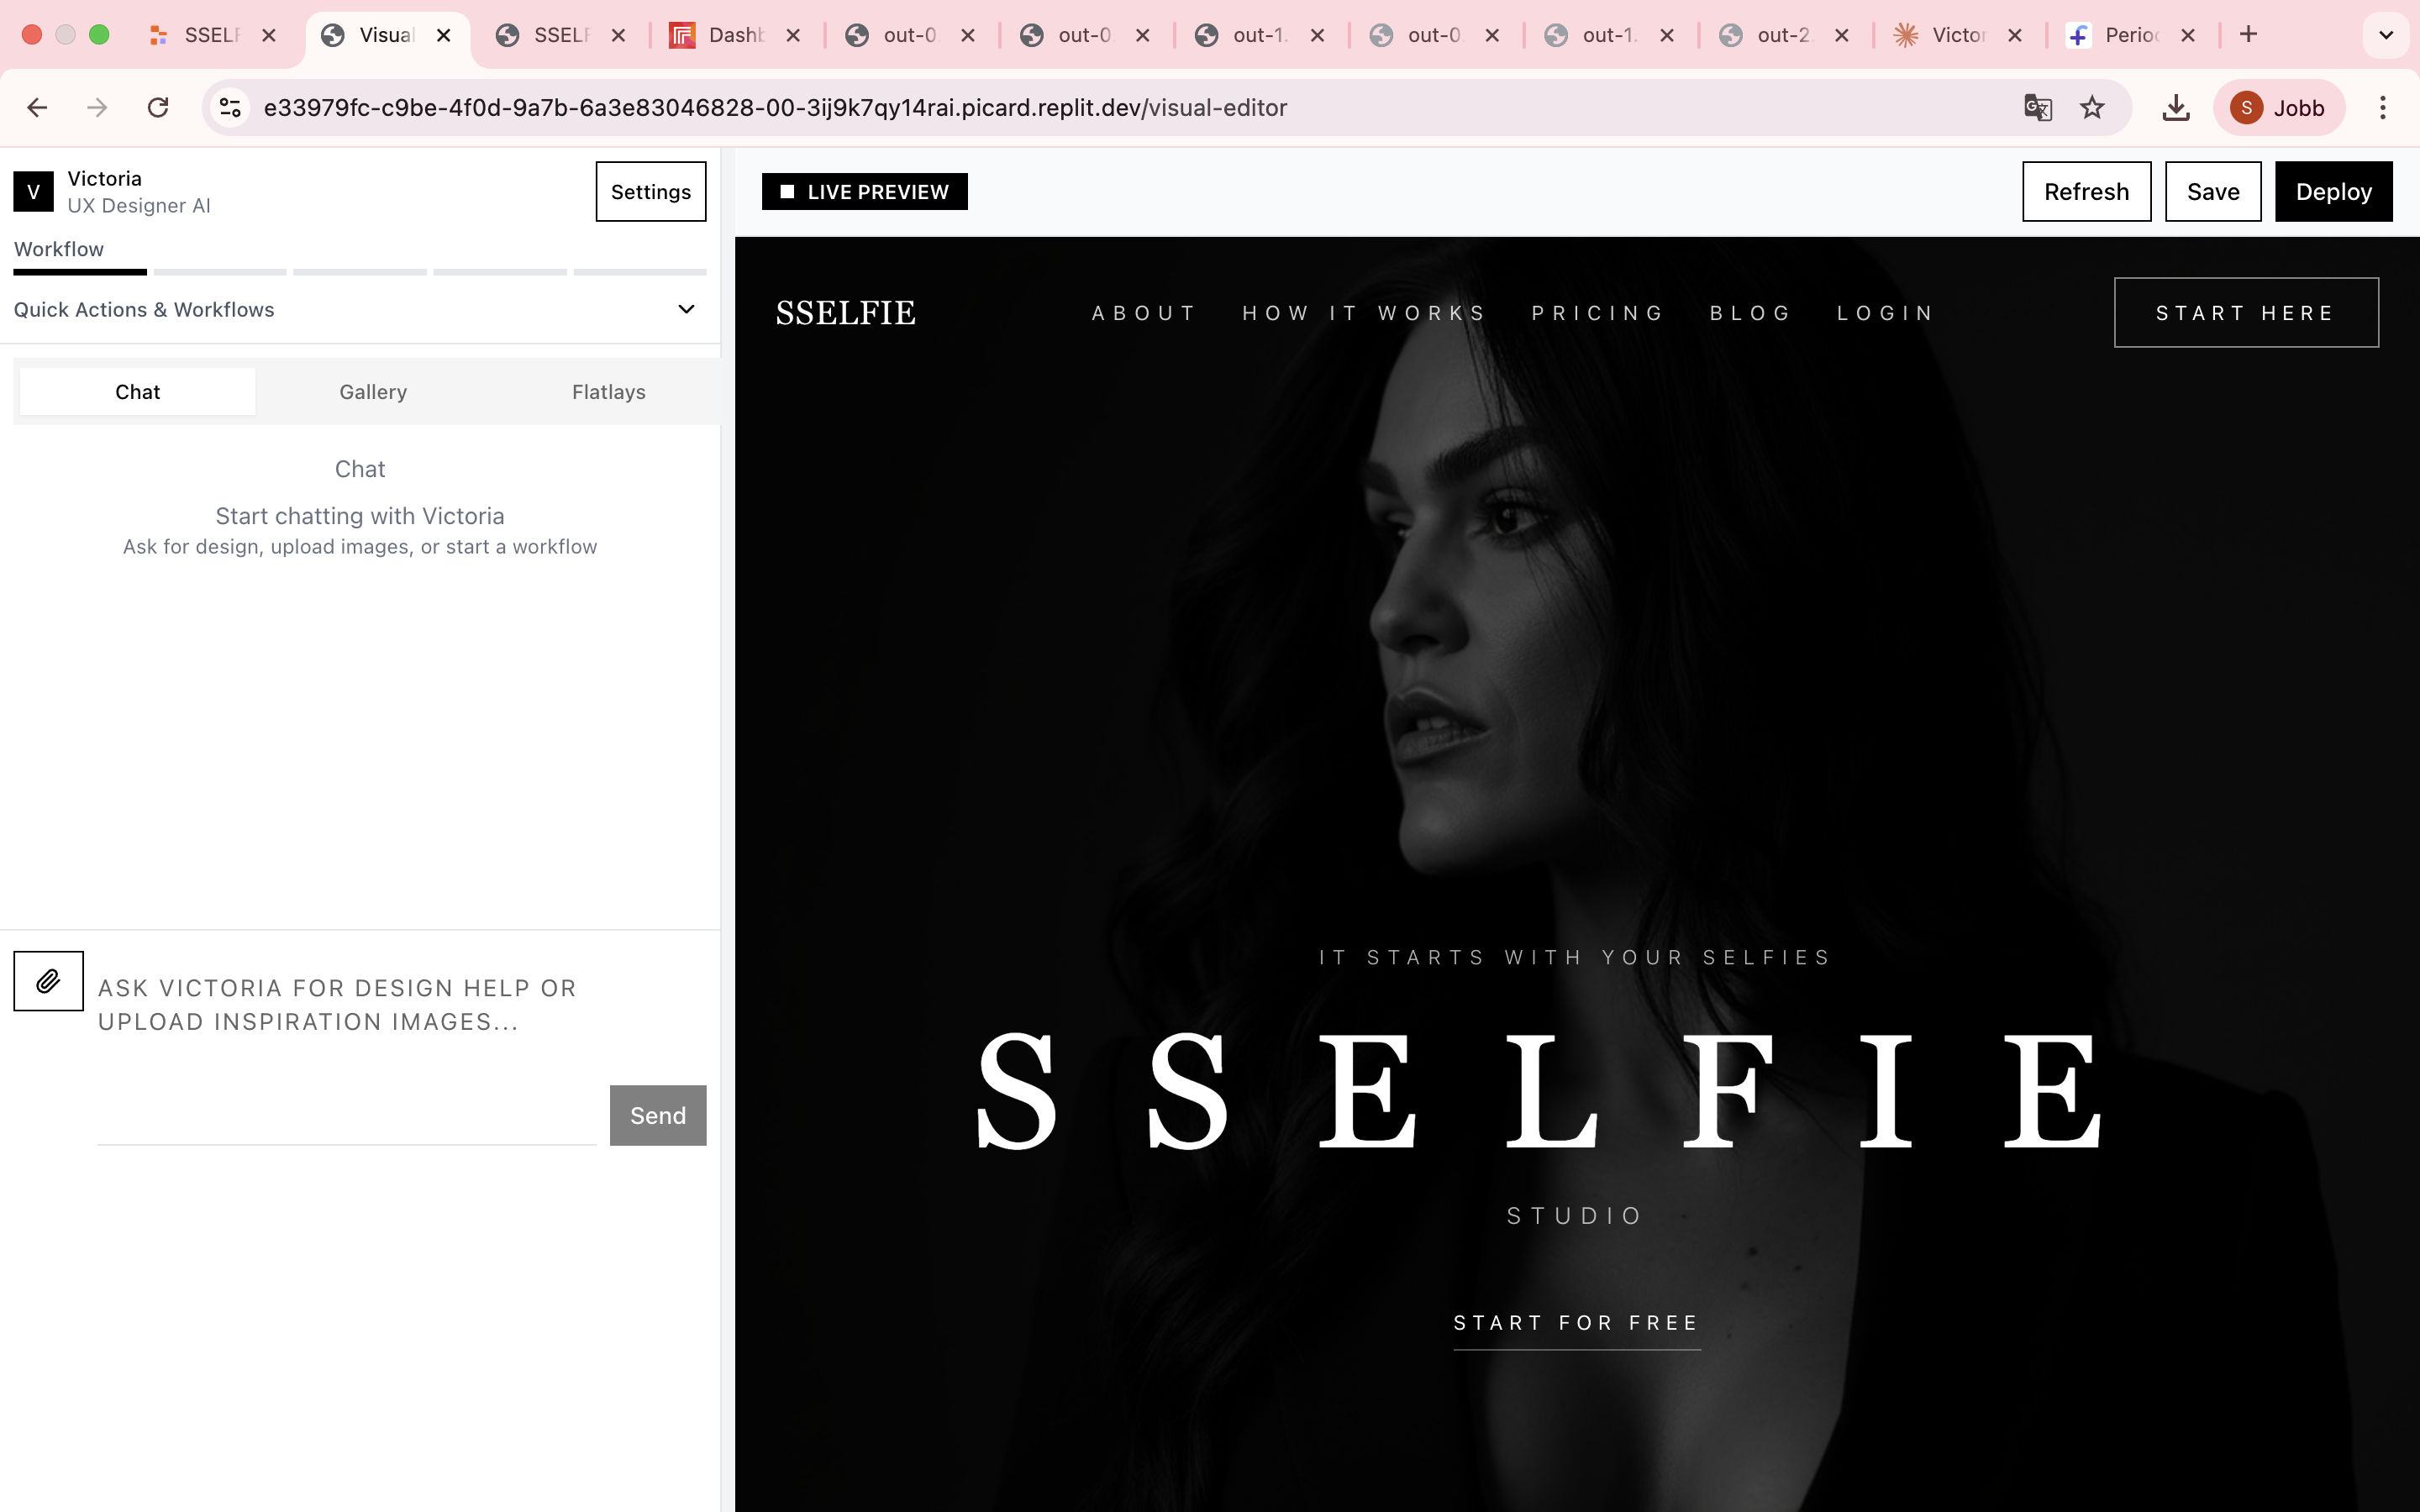 SSELF
Visual
SSELF
Dashb
out-0.
out-0.
out-1.
out-0.
out-1.
out-2.
Victor
Period
e33979fc-c9be-4f0d-9a7b-6a3e83046828-00-3ij9k7qy14rai.picard.replit.dev/visual-editor
S
Jobb
V
Victoria
UX Designer AI
Settings
Workflow
Quick Actions & Workflows
Chat
Gallery
Flatlays
Chat
Start chatting with Victoria
Ask for design, upload images, or start a workflow
ASK VICTORIA FOR DESIGN HELP OR
UPLOAD INSPIRATION IMAGES...
Send
LIVE PREVIEW
Refresh
Save
Deploy
SSELFIE
ABOUT
HOW IT WORKS
PRICING
BLOG
LOGIN
START HERE
IT STARTS WITH YOUR SELFIES
SSELFIE
STUDIO
START FOR FREE